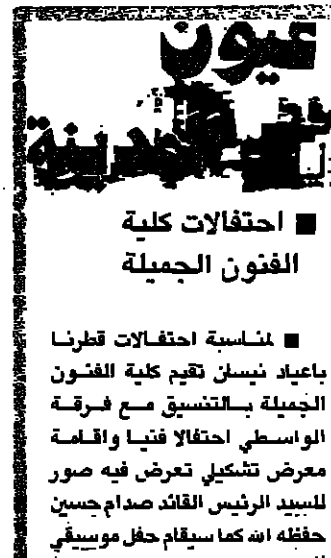 عيون
المدينة
■ احتفالات كلية
الفنون الجميلة
■ لمناسبة احتفالات قطرنا
باعياد نيسان تقيم كلية الفنون
الجميلة بالتنسيق مع فرقة
الواسطي احتفالا فنيا واقامة
معرض تشكيلي تعرض فيه صور
للسيد الرئيس القائد صدام حسين
حفظه الله كما سيقام حفل موسيقي